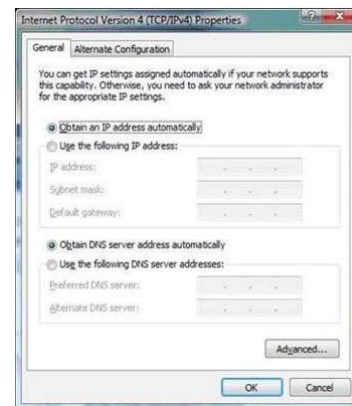 Internet Protocol Version 4 (TCP/IPv4) Properties
General Alternate Configuration
You can get IP settings assigned automatically if your network supports
this capability. Otherwise, you need to ask your network administrator
for the appropriate IP settings.
Obtain an IP address automatically
Use the following IP address:
IP address:
Subnet mask:
Default gateway:
Obtain DNS server address automatically
Use the following DNS server addresses:
Preferred DNS server:
Alternate DNS server:
Advanced...
OK Cancel